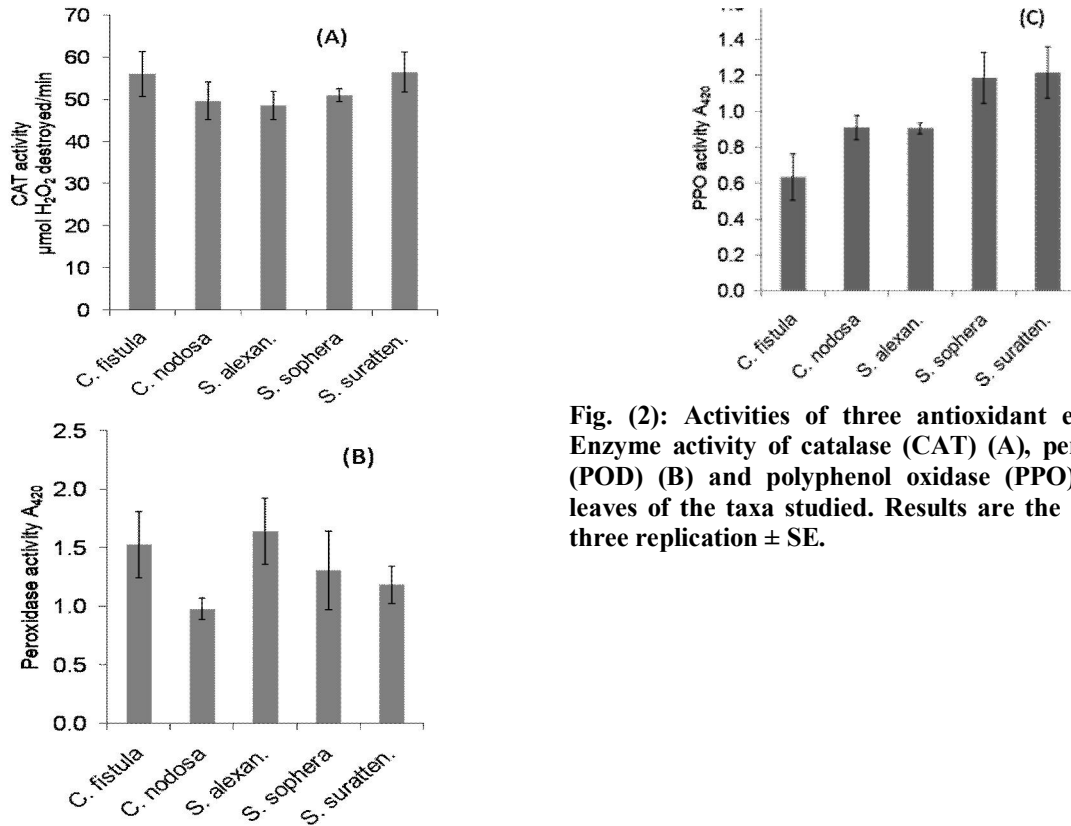 (A)
70
60
50
40
30
20
10
0
CAT activity
µmol H₂O₂ destroyed/min
C. fistula
C. nodosa
S. alexan.
S. sophera
S. suratten.
(B)
2.5
2.0
1.5
1.0
0.5
0.0
Peroxidase activity A₄₂₀
C. fistula
C. nodosa
S. alexan.
S. sophera
S. suratten.
(C)
1.6
1.4
1.2
1.0
0.8
0.6
0.4
0.2
0.0
PPO activity A₄₂₀
C. fistula
C. nodosa
S. alexan.
S. sophera
S. suratten.
Fig. (2): Activities of three antioxidant e
Enzyme activity of catalase (CAT) (A), per
(POD) (B) and polyphenol oxidase (PPO)
leaves of the taxa studied. Results are the
three replication ± SE.